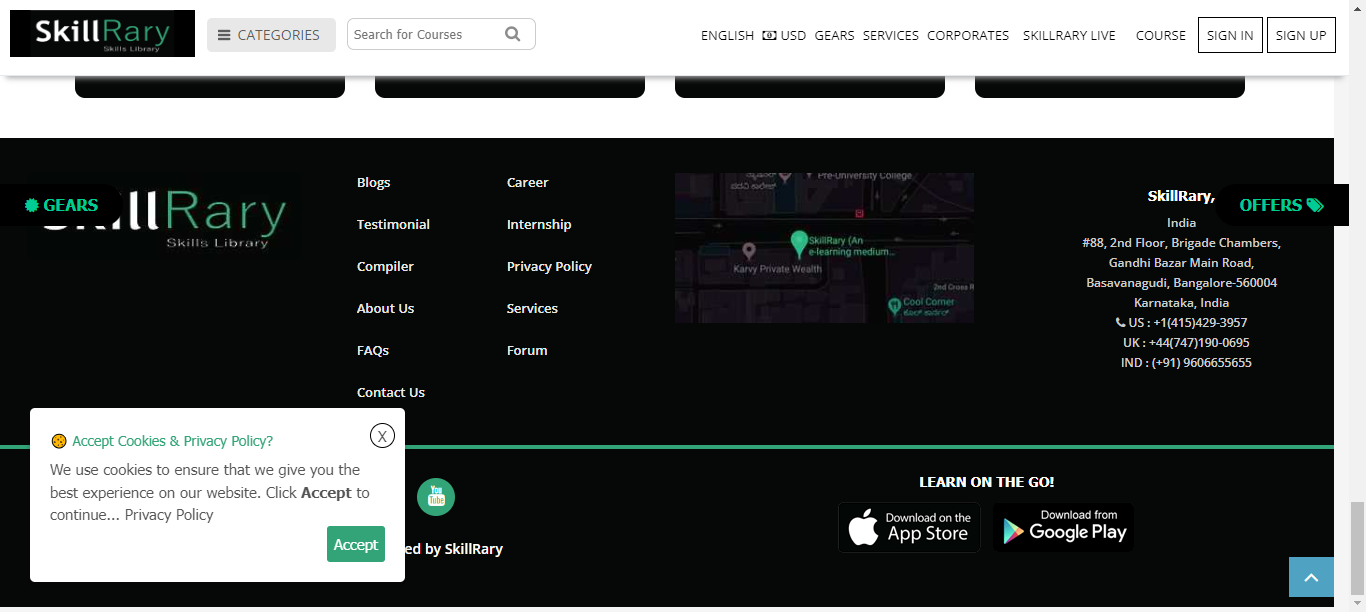 SkillRary
Skills Library
CATEGORIES
Search for Courses
ENGLISH USD GEARS SERVICES CORPORATES SKILLRARY LIVE COURSE SIGN IN SIGN UP
GEARS
llRary
Skills Library
Blogs
Testimonial
Compiler
About Us
FAQs
Contact Us
Career
Internship
Privacy Policy
Services
Forum
Pre-University College
SkillRary (An
e-learning medium...
Karvy Private Wealth
2nd Cross R
Cool Corner
SkillRary,
OFFERS
India
#88, 2nd Floor, Brigade Chambers,
Gandhi Bazar Main Road,
Basavanagudi, Bangalore-560004
Karnataka, India
US : +1(415)429-3957
UK : +44(747)190-0695
IND : (+91) 9606655655
Accept Cookies & Privacy Policy?
X
We use cookies to ensure that we give you the
best experience on our website. Click Accept to
continue... Privacy Policy
Accept
You
Tube
ed by SkillRary
LEARN ON THE GO!
Download on the
App Store
Download from
Google Play